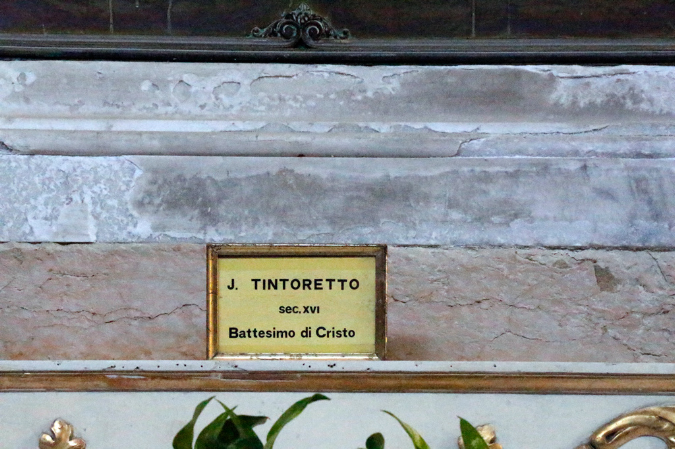 J. TINTORETTO
SEC.XVI
Battesimo di Cristo